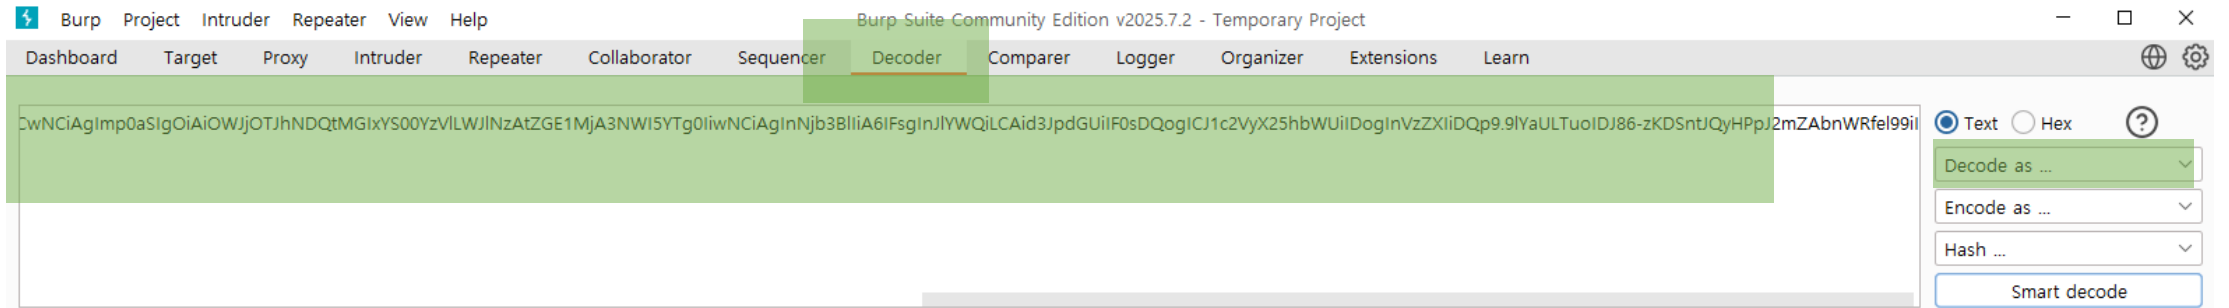 Burp Project Intruder Repeater View Help Burp Suite Community Edition v2025.7.2 - Temporary Project
Dashboard Target Proxy Intruder Repeater Collaborator Sequencer Decoder Comparer Logger Organizer Extensions Learn
CwNCiAgImp0aSIgOiAiOWJjOTJhNDQtMGIxYS00YzVlLWJlNzAtZGE1MjA3NWI5YTg0IiwNCiAgInNjb3BlIiA6IFsgInJlYWQiLCAid3JpdGUiIF0sDQogICJ1c2VyX25hbWUiIDogInVzZXIiDQp9.9lYaULTuoIDJ86-zKDSntJQyHPpJ2mZAbnWRfel99iI
Text Hex
Decode as ...
Encode as ...
Hash ...
Smart decode